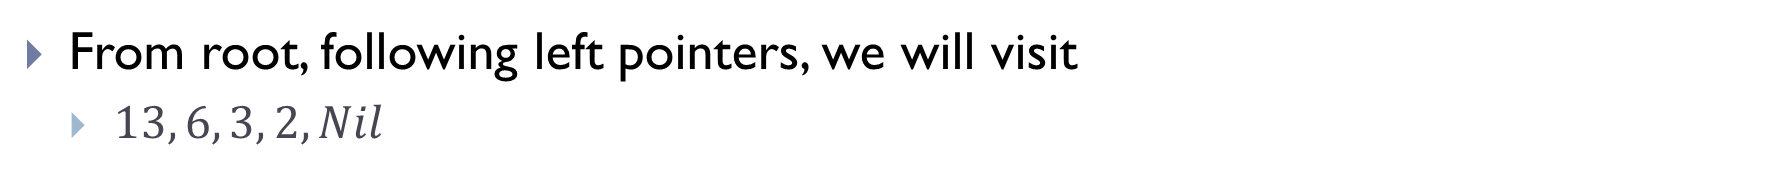 From root, following left pointers, we will visit
13, 6, 3, 2, Nil